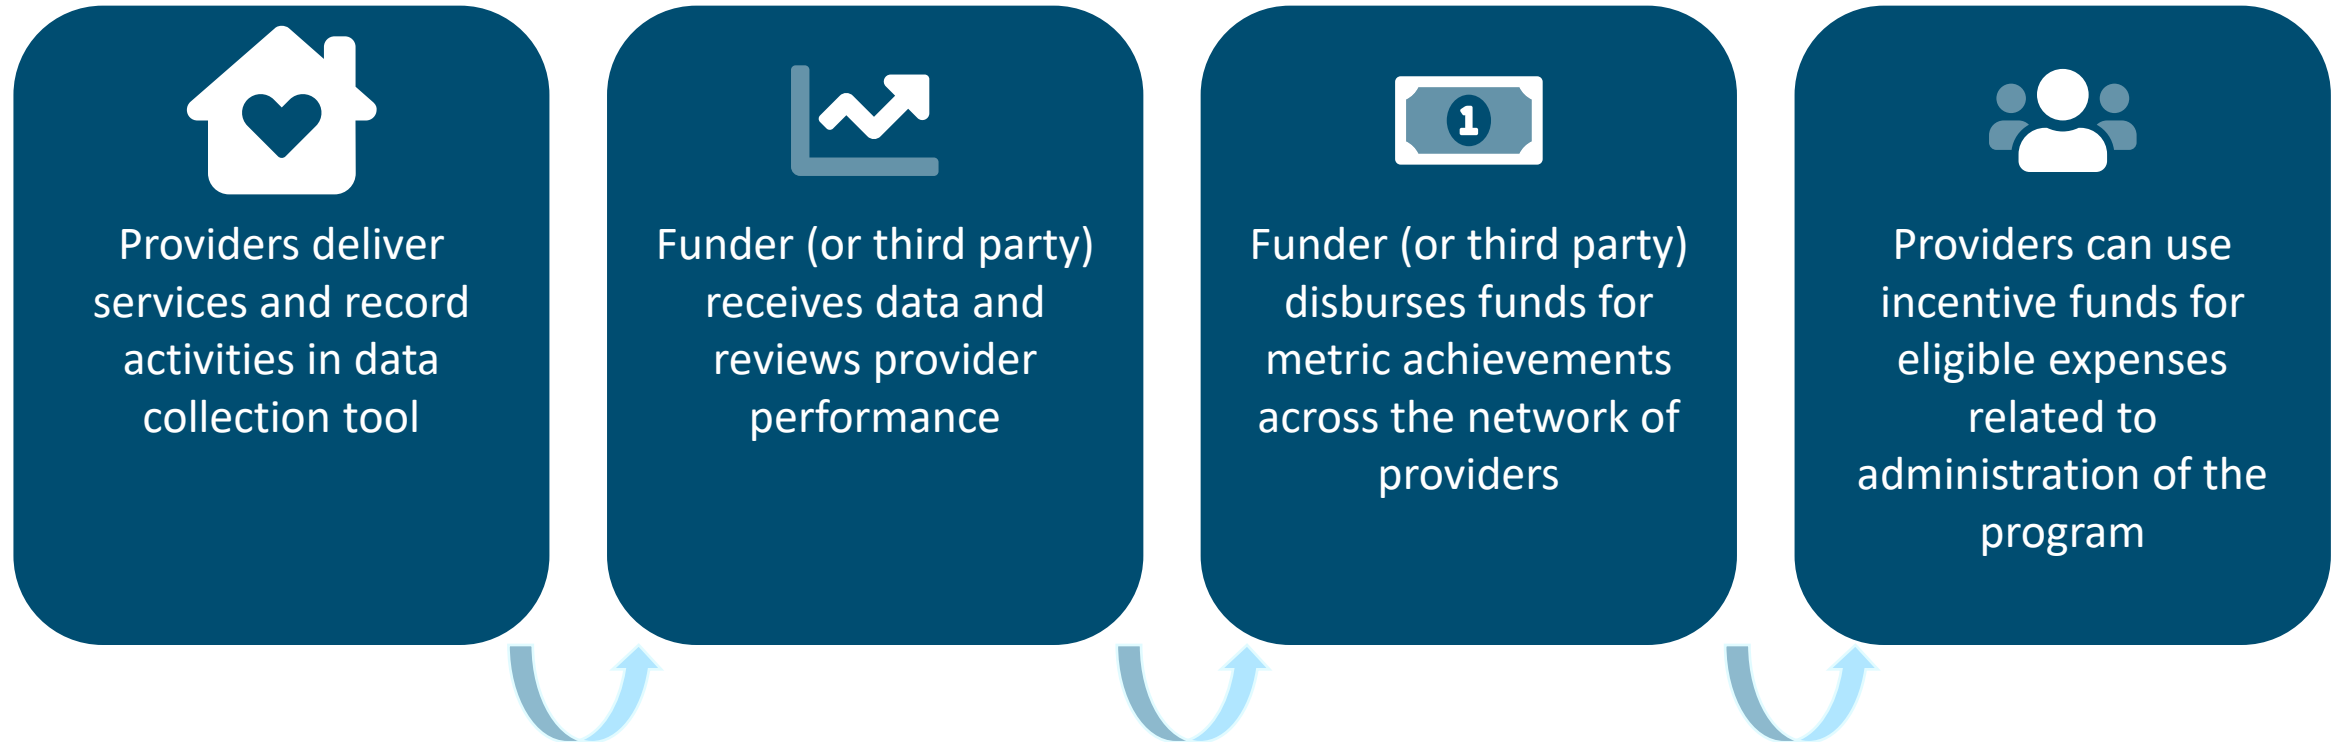 Providers deliver
services and record
activities in data
collection tool
Funder (or third party)
receives data and
reviews provider
performance
1
Funder (or third party)
disburses funds for
metric achievements
across the network of
providers
Providers can use
incentive funds for
eligible expenses
related to
administration of the
program